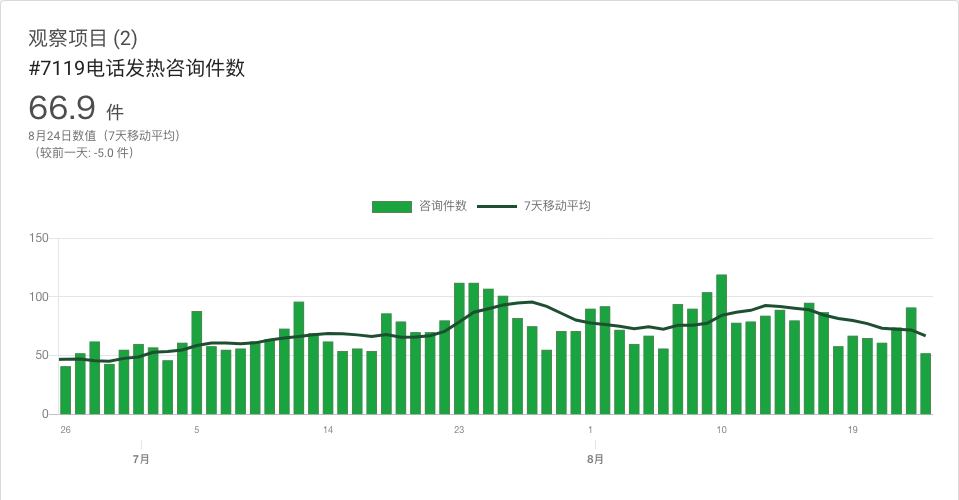 观察项目 (2)
#7119电话发热咨询件数
66.9 件
8月24日数值（7天移动平均）
（较前一天: -5.0 件）
咨询件数 7天移动平均
150
100
50
0
26 5 14 23 1 10 19
7月 8月